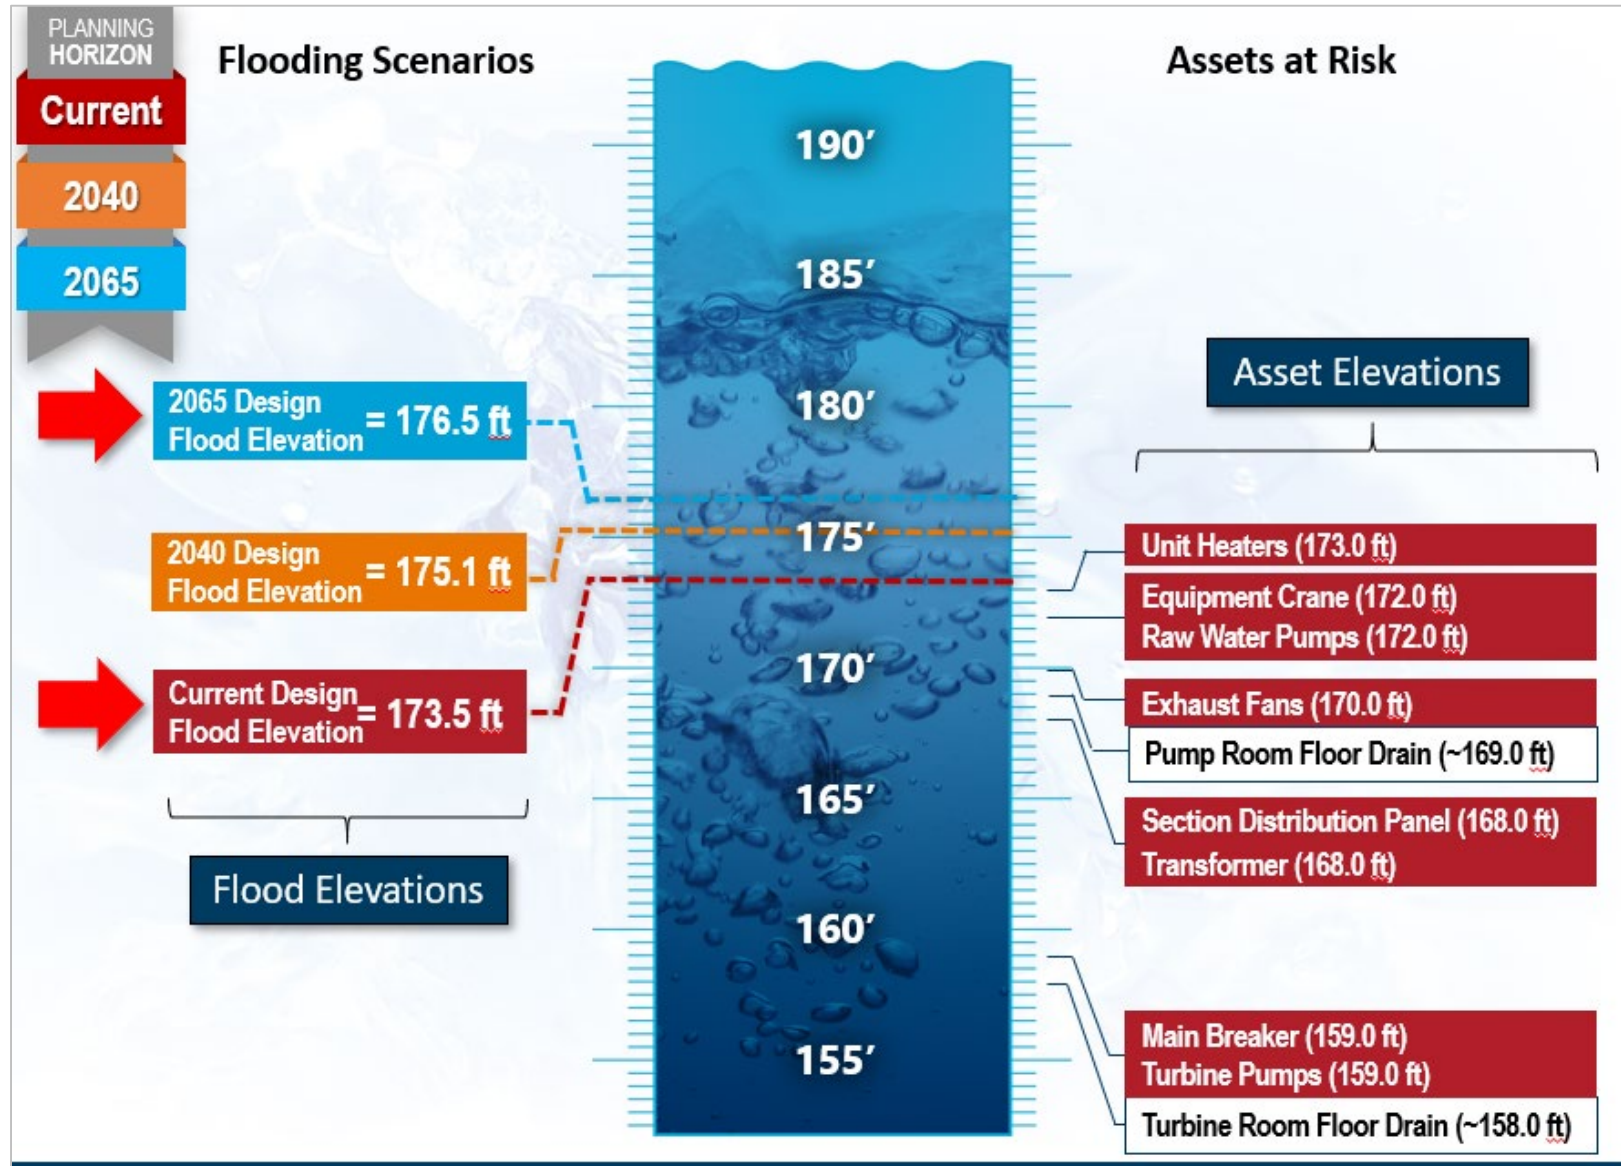 PLANNING
HORIZON
Current
2040
2065
Flooding Scenarios
Assets at Risk
190′
185′
180′
175′
170′
165′
160′
155′
2065 Design
Flood Elevation = 176.5 ft
2040 Design
Flood Elevation = 175.1 ft
Current Design
Flood Elevation = 173.5 ft
Flood Elevations
Asset Elevations
Unit Heaters (173.0 ft)
Equipment Crane (172.0 ft)
Raw Water Pumps (172.0 ft)
Exhaust Fans (170.0 ft)
Pump Room Floor Drain (~169.0 ft)
Section Distribution Panel (168.0 ft)
Transformer (168.0 ft)
Main Breaker (159.0 ft)
Turbine Pumps (159.0 ft)
Turbine Room Floor Drain (~158.0 ft)